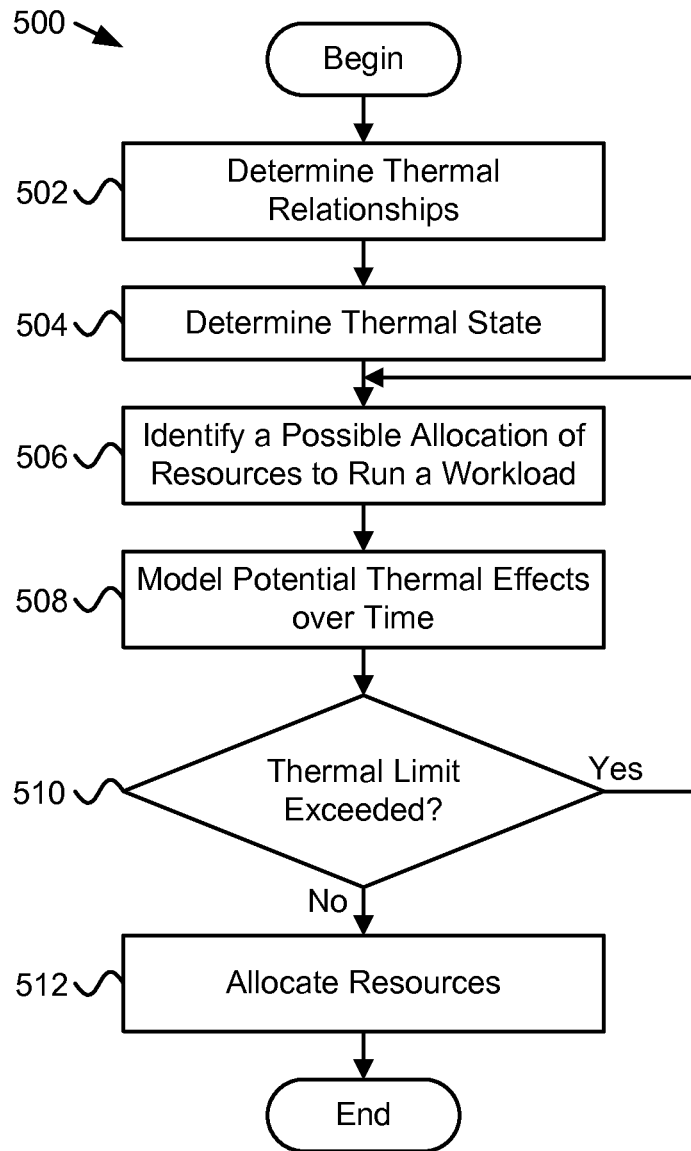 500
Begin
502
Determine Thermal
Relationships
504
Determine Thermal State
506
Identify a Possible Allocation of
Resources to Run a Workload
508
Model Potential Thermal Effects
over Time
510
Thermal Limit
Exceeded?
Yes
No
512
Allocate Resources
End